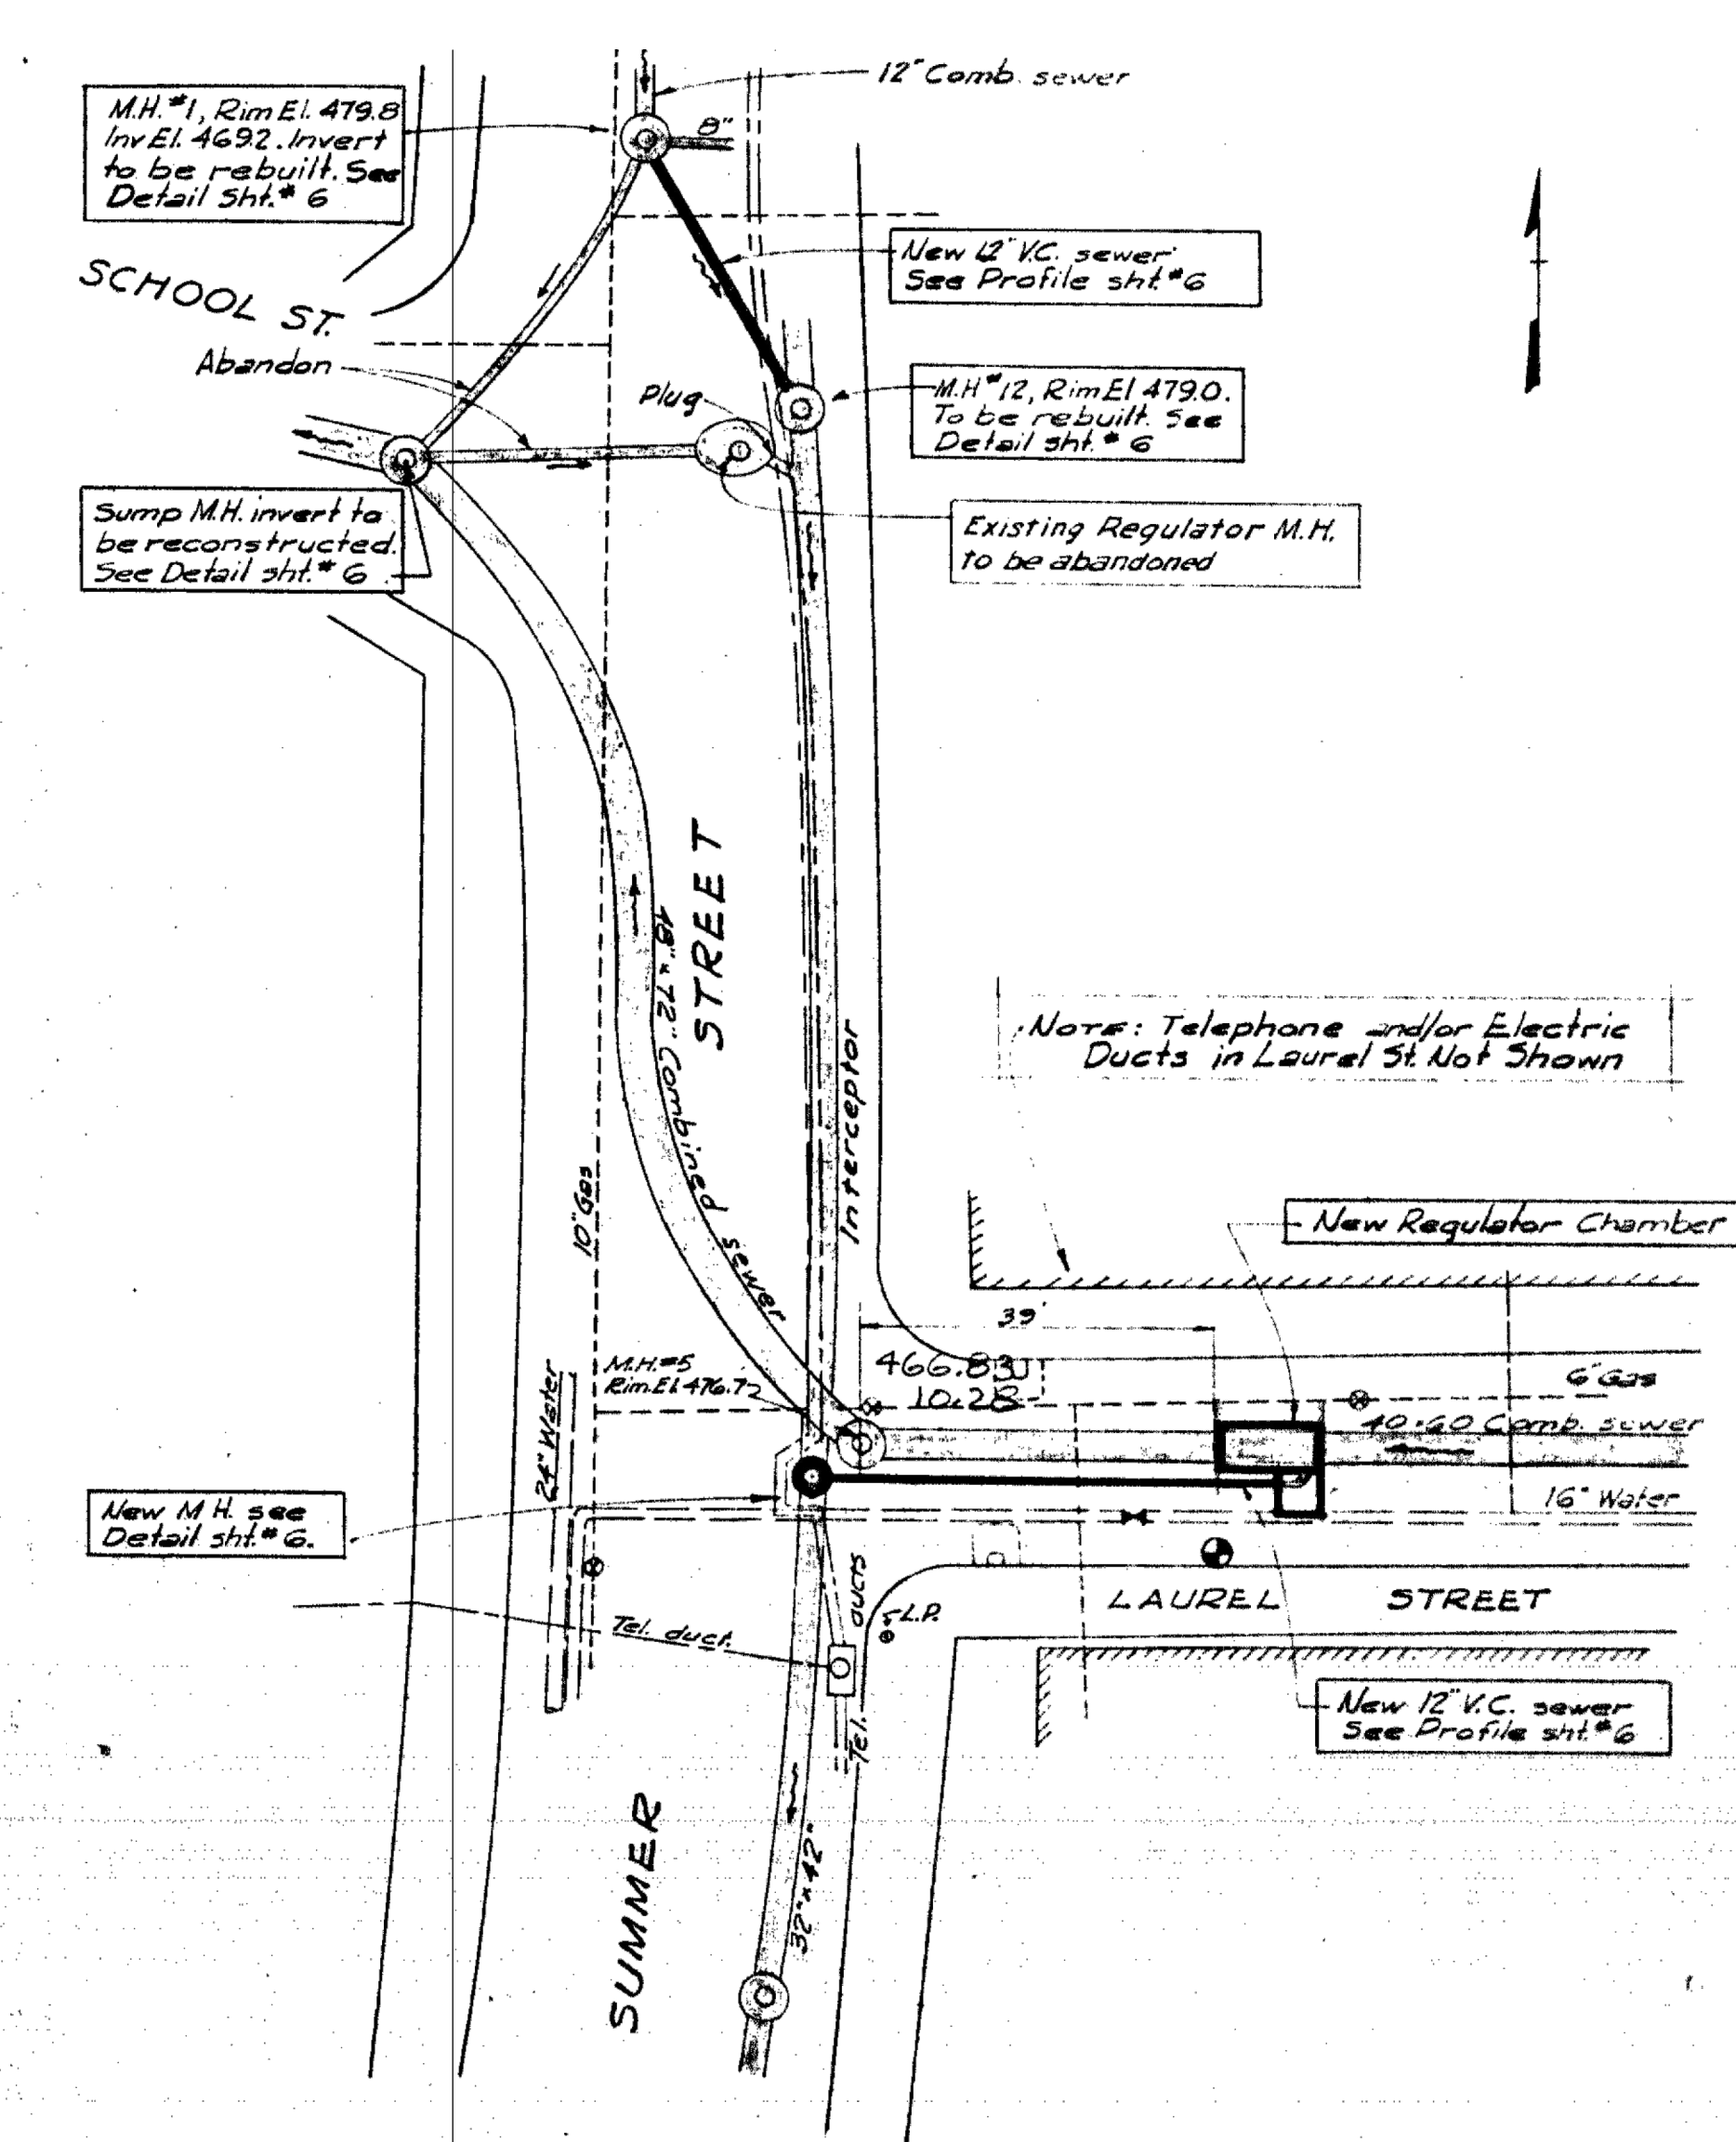 12" Comb. sewer
M.H. #1, Rim El. 479.8
Inv El. 469.2. Invert
to be rebuilt. See
Detail Sht. # 6
8"
New 12" V.C. sewer
See Profile sht. #6
SCHOOL ST.
Abandon
Plug
M.H #12, Rim El 479.0.
To be rebuilt. See
Detail sht. # 6
Sump M.H. invert to
be reconstructed.
See Detail sht. # 6
Existing Regulator M.H.
to be abandoned
STREET
48" x 72" Combined sewer
Interceptor
NOTE: Telephone and/or Electric
Ducts in Laurel St. Not Shown
10" Gas
New Regulator Chamber
39'
466.83
10.28
M.H. #5
Rim. El. 476.72
6" Gas
40x60 Comb. sewer
24" Water
16" Water
New M H. see
Detail sht. # 6.
ducts
L.P.
LAUREL STREET
Tel. duct.
Tel.
New 12" V.C. sewer
See Profile sht. #6
32" x 42"
SUMMER